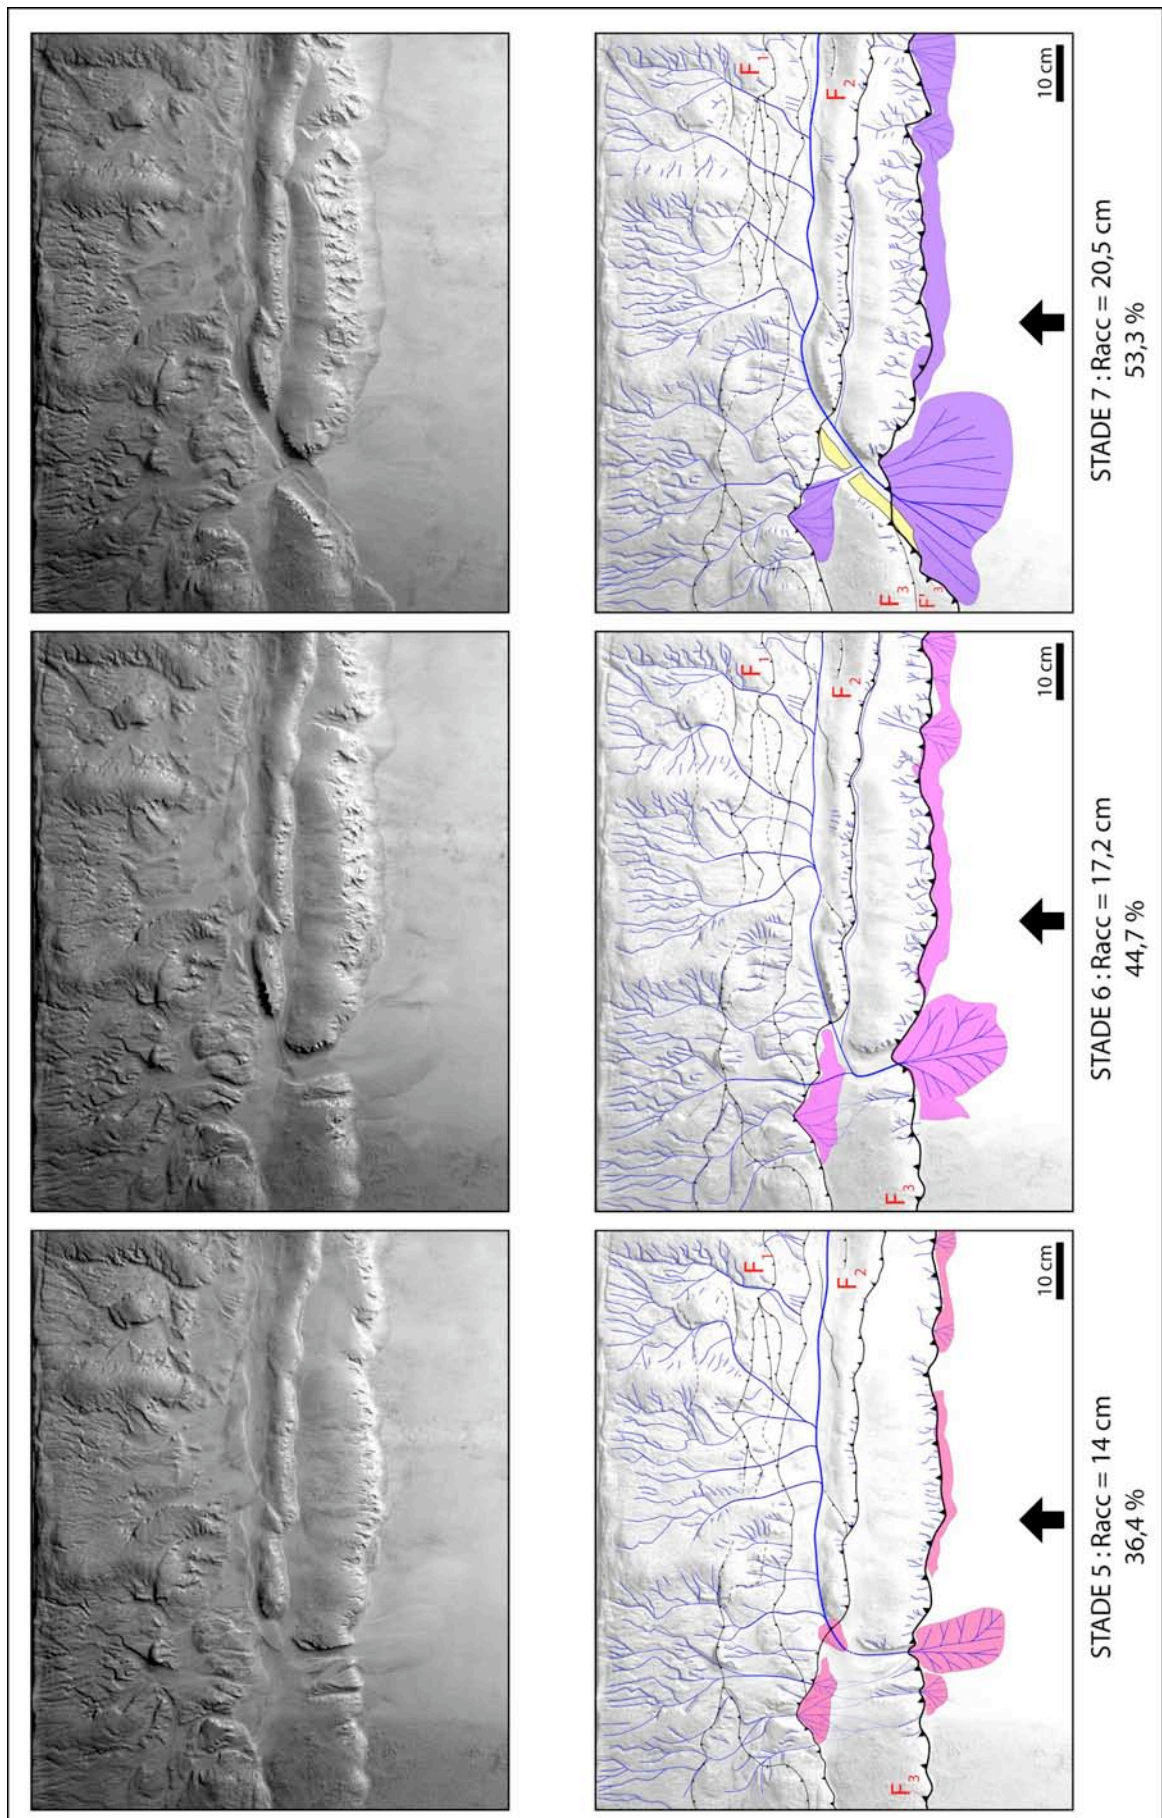 F1
F2
F3
10 cm
STADE 5 : Racc = 14 cm
36,4 %
F1
F2
F3
10 cm
STADE 6 : Racc = 17,2 cm
44,7 %
F1
F2
F3
F'3
10 cm
STADE 7 : Racc = 20,5 cm
53,3 %